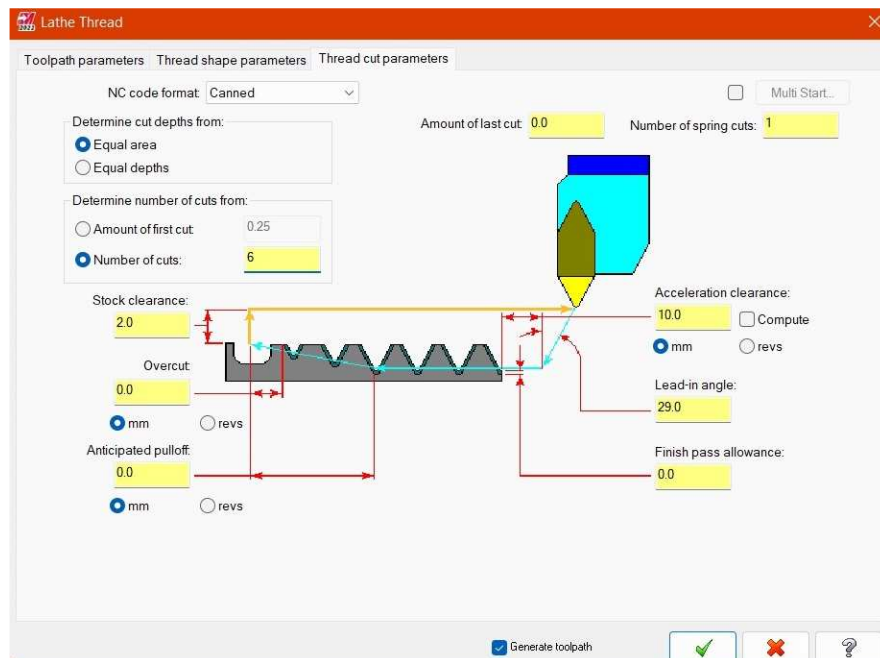 2023 Lathe Thread
Toolpath parameters Thread shape parameters Thread cut parameters
NC code format: Canned
Multi Start...
Determine cut depths from:
Equal area
Equal depths
Amount of last cut: 0.0
Number of spring cuts: 1
Determine number of cuts from:
Amount of first cut: 0.25
Number of cuts: 6
Stock clearance:
2.0
Overcut:
0.0
mm revs
Anticipated pulloff:
0.0
mm revs
Acceleration clearance:
10.0 Compute
mm revs
Lead-in angle:
29.0
Finish pass allowance:
0.0
Generate toolpath
?